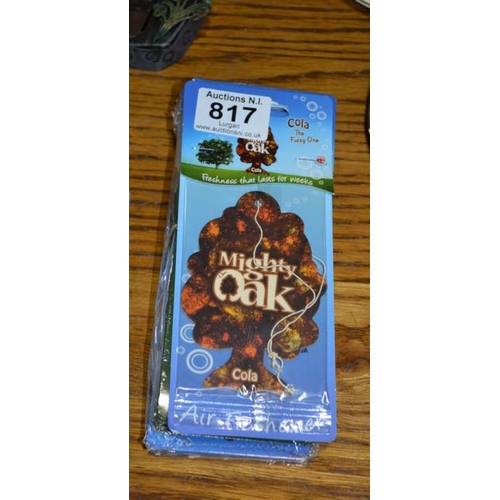 Auctions N.I.
817
Lurgan
www.auctionsni.co.uk
Cola
The
Fizzy One
Oak
Cola
Freshness that lasts for weeks
Mighty
Oak
Cola
Air Freshener